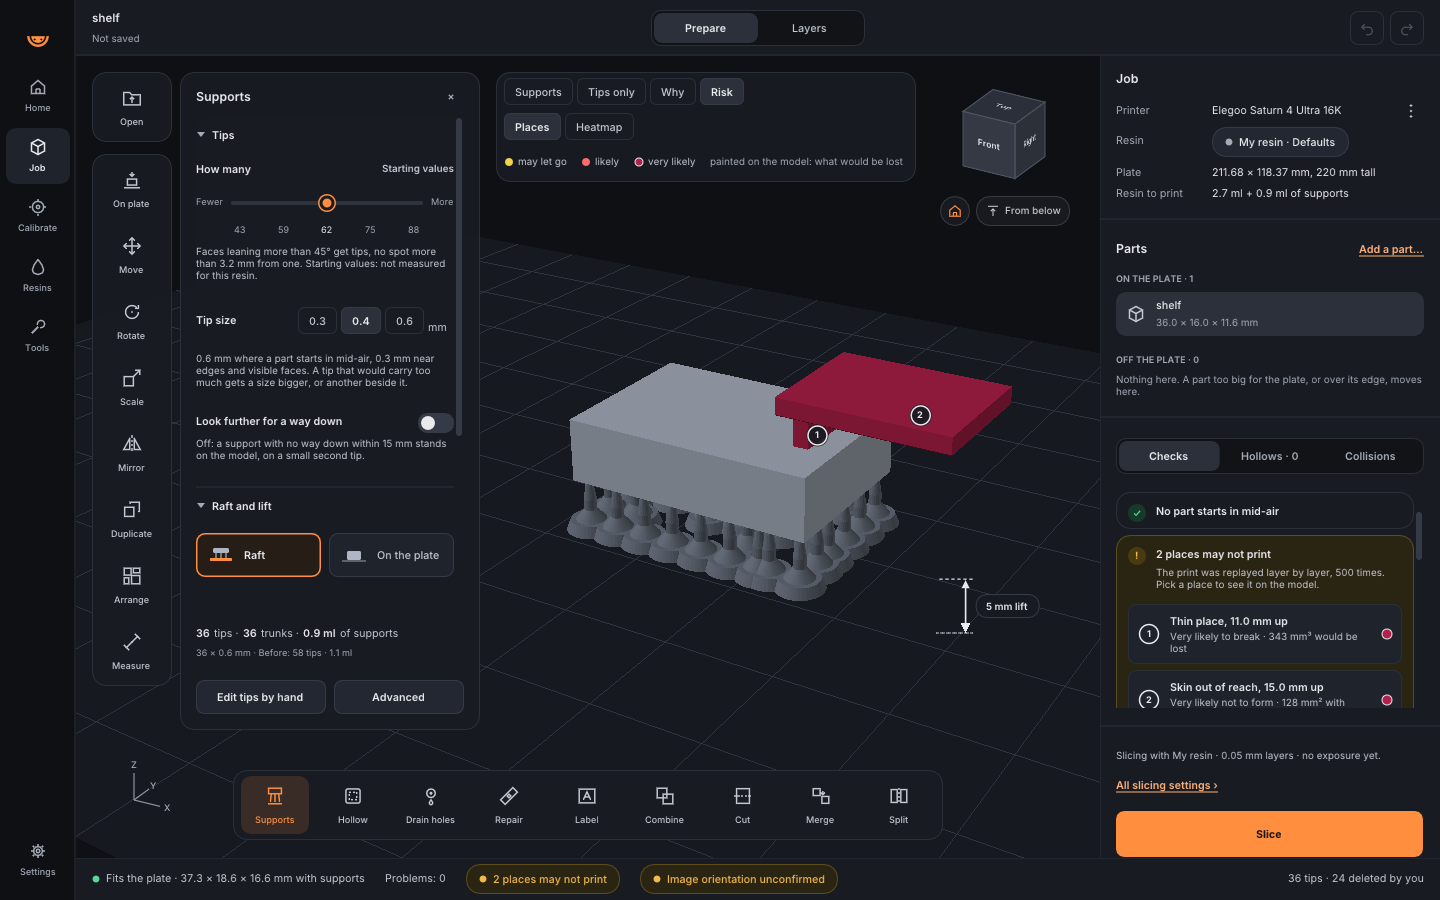 shelf
Not saved
Prepare
Layers
Home
Job
Calibrate
Resins
Tools
Settings
Open
On plate
Move
Rotate
Scale
Mirror
Duplicate
Arrange
Measure
Supports
×
Tips
How many
Starting values
Fewer
More
43 59 62 75 88
Faces leaning more than 45° get tips, no spot more
than 3.2 mm from one. Starting values: not measured
for this resin.
Tip size
0.3 0.4 0.6 mm
0.6 mm where a part starts in mid-air, 0.3 mm near
edges and visible faces. A tip that would carry too
much gets a size bigger, or another beside it.
Look further for a way down
Off: a support with no way down within 15 mm stands
on the model, on a small second tip.
Raft and lift
Raft
On the plate
36 tips · 36 trunks · 0.9 ml of supports
36 × 0.6 mm · Before: 58 tips · 1.1 ml
Edit tips by hand
Advanced
Supports
Tips only
Why
Risk
Places
Heatmap
may let go
likely
very likely
painted on the model: what would be lost
Top
Front
Right
From below
1
2
5 mm lift
Z
Y
X
Supports
Hollow
Drain holes
Repair
Label
Combine
Cut
Merge
Split
Job
Printer Elegoo Saturn 4 Ultra 16K
Resin My resin · Defaults
Plate 211.68 × 118.37 mm, 220 mm tall
Resin to print 2.7 ml + 0.9 ml of supports
Parts
Add a part...
ON THE PLATE · 1
shelf
36.0 × 16.0 × 11.6 mm
OFF THE PLATE · 0
Nothing here. A part too big for the plate, or over its edge, moves
here.
Checks
Hollows · 0
Collisions
No part starts in mid-air
! 2 places may not print
The print was replayed layer by layer, 500 times.
Pick a place to see it on the model.
1 Thin place, 11.0 mm up
Very likely to break · 343 mm³ would be
lost
2 Skin out of reach, 15.0 mm up
Very likely not to form · 128 mm² with
Slicing with My resin · 0.05 mm layers · no exposure yet.
All slicing settings ›
Slice
Fits the plate · 37.3 × 18.6 × 16.6 mm with supports
Problems: 0
2 places may not print
Image orientation unconfirmed
36 tips · 24 deleted by you